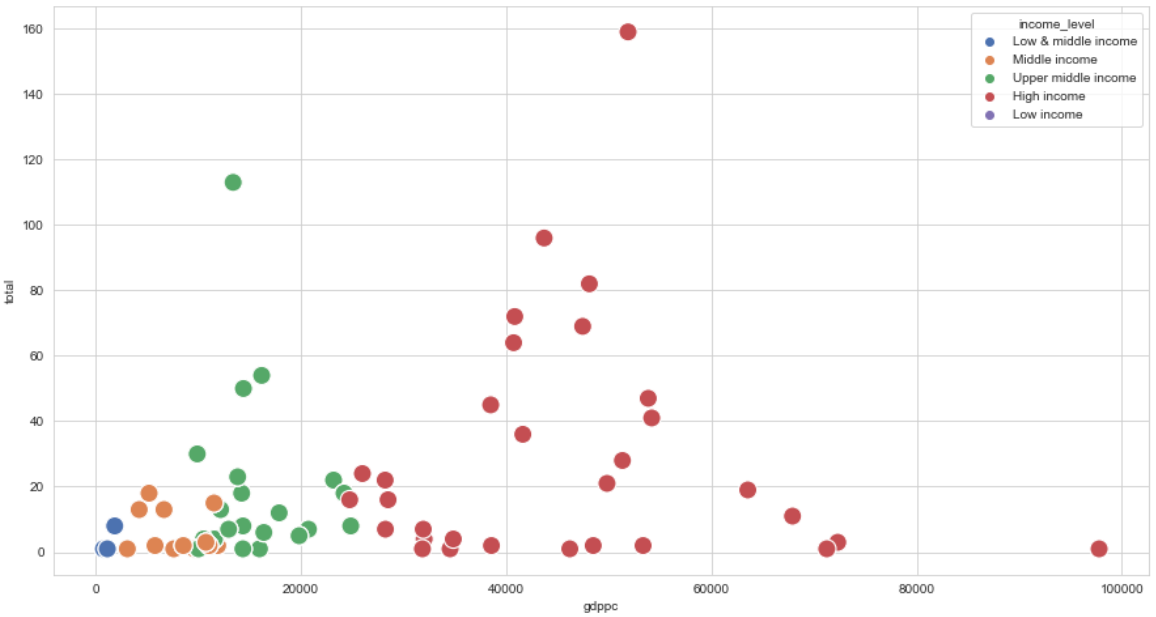 income_level
Low & middle income
Middle income
Upper middle income
High income
Low income
160
140
120
100
80
60
40
20
0
total
0 20000 40000 60000 80000 100000
gdppc